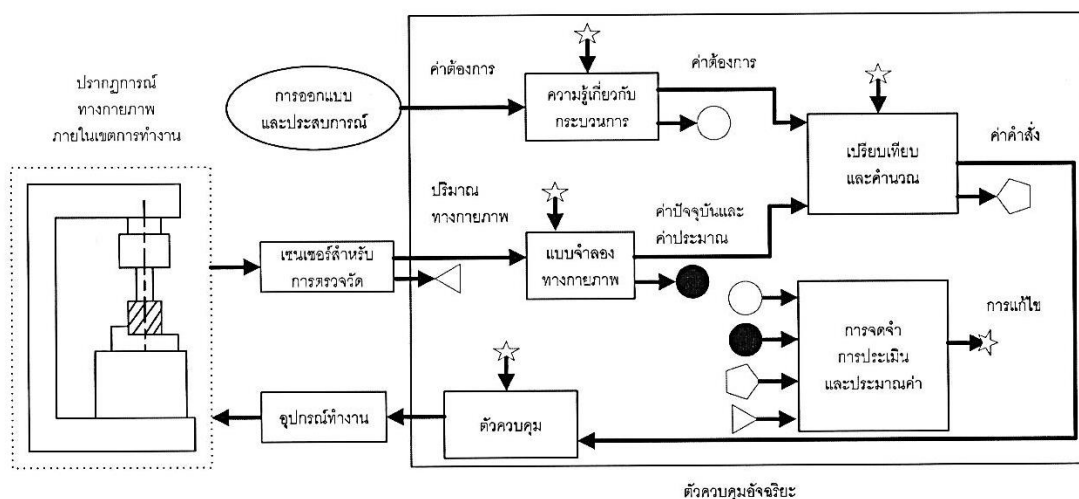 ปรากฏการณ์
ทางกายภาพ
ภายในเขตการทำงาน
การออกแบบ
และประสบการณ์
ค่าต้องการ
ความรู้เกี่ยวกับ
กระบวนการ
ค่าต้องการ
เปรียบเทียบ
และคำนวณ
ค่าคำสั่ง
เซนเซอร์สำหรับ
การตรวจวัด
ปริมาณ
ทางกายภาพ
แบบจำลอง
ทางกายภาพ
ค่าปัจจุบันและ
ค่าประมาณ
การจดจำ
การประเมิน
และประมาณค่า
การแก้ไข
อุปกรณ์ทำงาน
ตัวควบคุม
ตัวควบคุมอัจฉริยะ